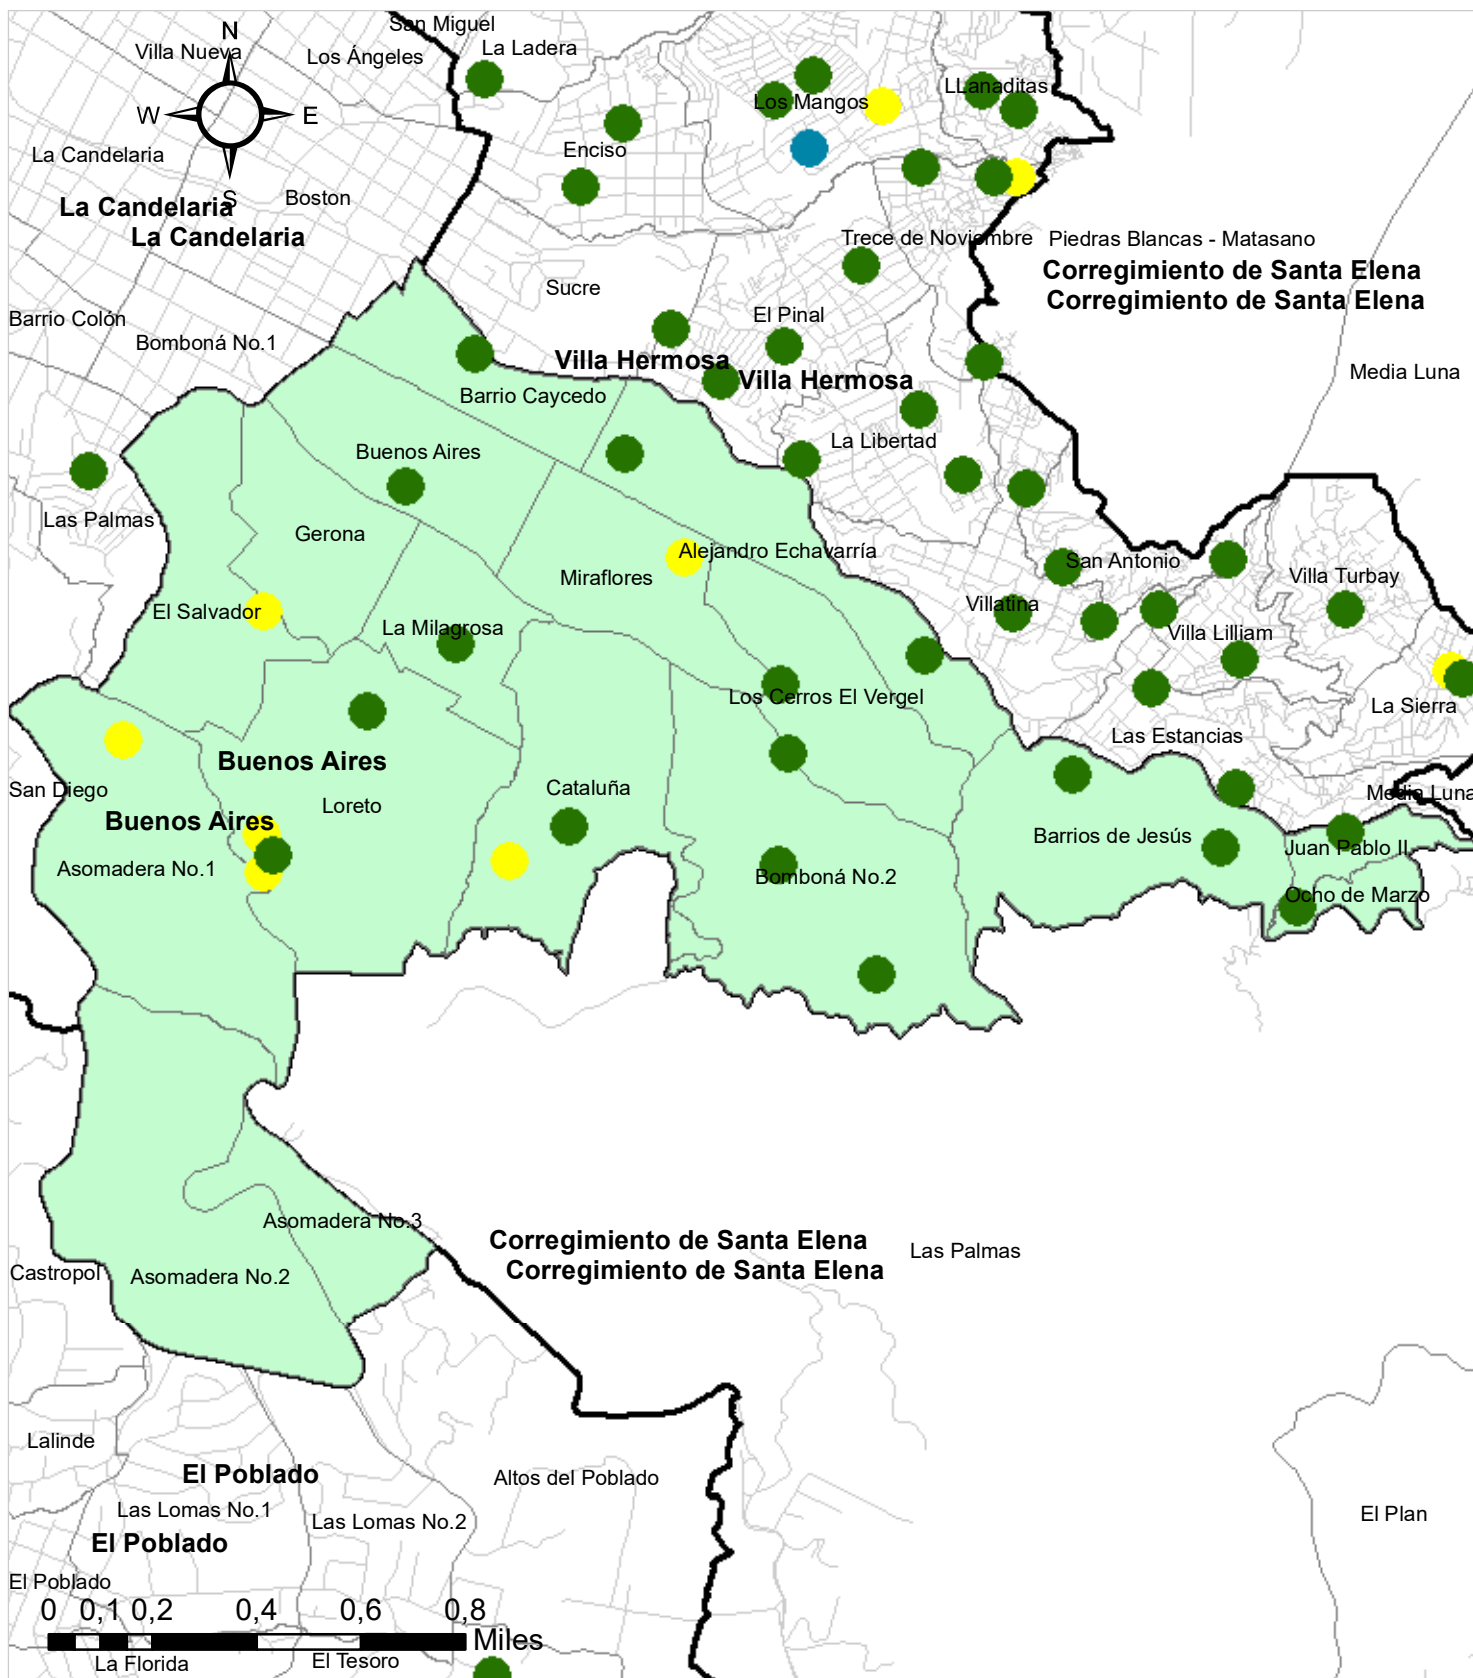 San Miguel
N
Villa Nueva
Los Ángeles
La Ladera
LLanaditas
Los Mangos
W
E
Enciso
La Candelaria
Boston
S
La Candelaria
La Candelaria
Trece de Noviembre
Piedras Blancas - Matasano
Corregimiento de Santa Elena
Corregimiento de Santa Elena
Sucre
Barrio Colón
El Pinal
Bomboná No.1
Villa Hermosa
Villa Hermosa
Media Luna
Barrio Caycedo
La Libertad
Buenos Aires
Las Palmas
Gerona
Alejandro Echavarría
San Antonio
Miraflores
Villa Turbay
El Salvador
Villatina
La Milagrosa
Villa Lilliam
Los Cerros El Vergel
La Sierra
Las Estancias
Buenos Aires
San Diego
Cataluña
Media Luna
Loreto
Buenos Aires
Barrios de Jesús
Juan Pablo II
Asomadera No.1
Bomboná No.2
Ocho de Marzo
Asomadera No.3
Corregimiento de Santa Elena
Las Palmas
Corregimiento de Santa Elena
Castropol
Asomadera No.2
Lalinde
El Poblado
Altos del Poblado
Las Lomas No.1
Las Lomas No.2
El Plan
El Poblado
El Poblado
0 0,1 0,2 0,4 0,6 0,8
Miles
La Florida
El Tesoro